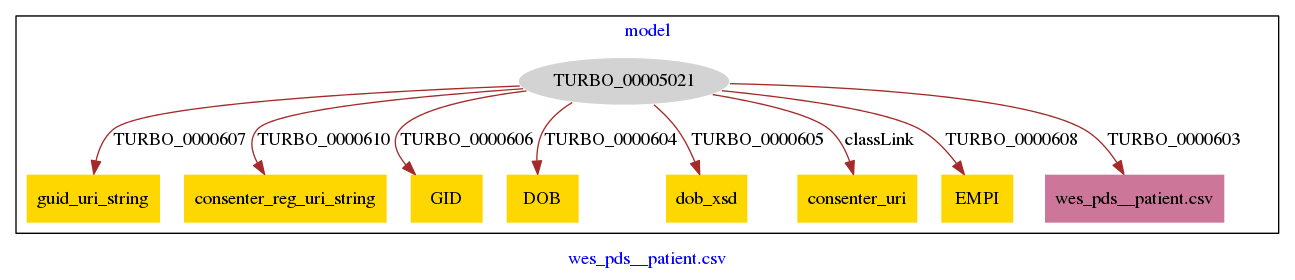 model
TURBO_00005021
TURBO_0000607 TURBO_0000610 TURBO_0000606 TURBO_0000604 TURBO_0000605 classLink TURBO_0000608 TURBO_0000603
guid_uri_string consenter_reg_uri_string GID DOB dob_xsd consenter_uri EMPI wes_pds__patient.csv
wes_pds__patient.csv